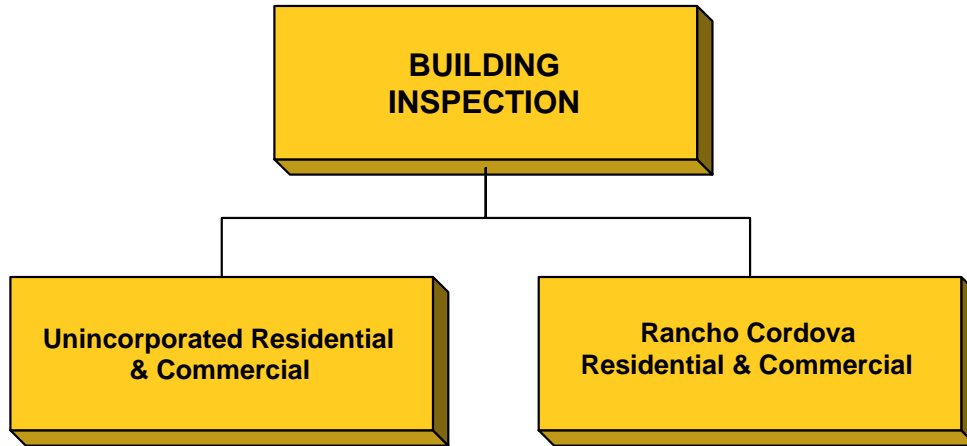 BUILDING
INSPECTION
Unincorporated Residential
& Commercial
Rancho Cordova
Residential & Commercial